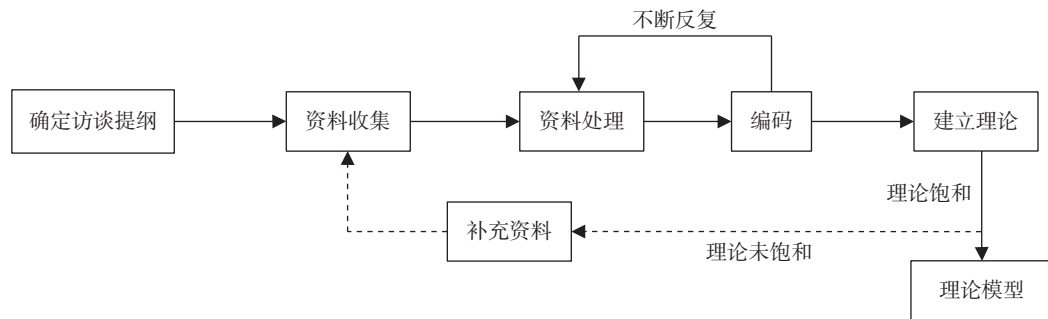 不断反复
确定访谈提纲
资料收集
资料处理
编码
建立理论
理论饱和
补充资料
理论未饱和
理论模型